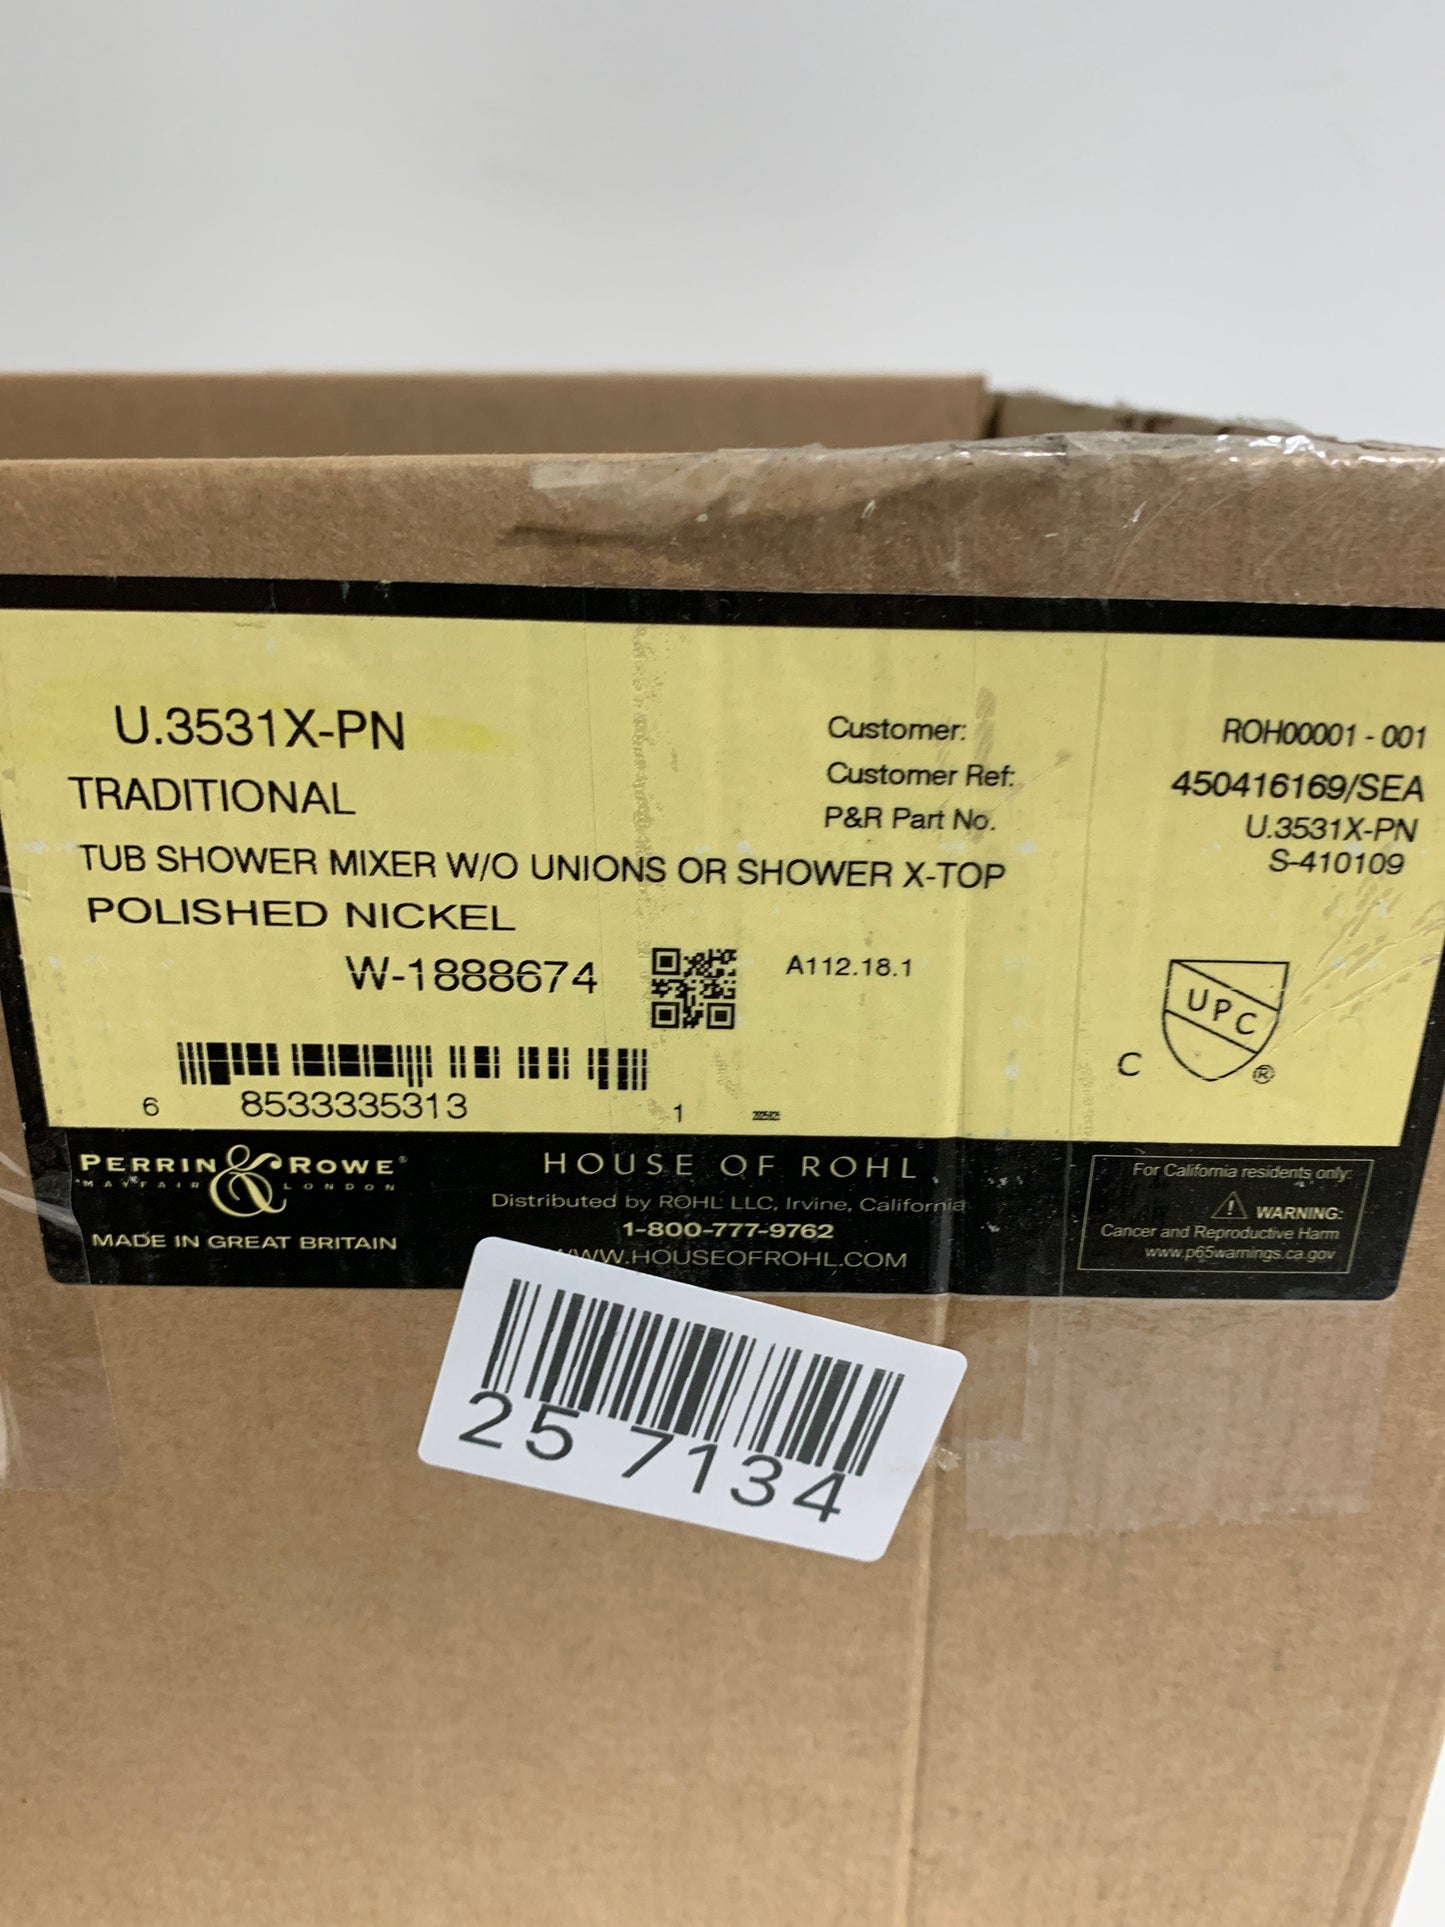 U.3531X-PN
TRADITIONAL
TUB SHOWER MIXER W/O UNIONS OR SHOWER X-TOP
POLISHED NICKEL
W-1888674
A112.18.1
Customer: ROH00001 - 001
Customer Ref: 450416169/SEA
P&R Part No. U.3531X-PN
S-410109
C UPC ®
6 8533335313 1
PERRIN & ROWE®
MAYFAIR LONDON
MADE IN GREAT BRITAIN
HOUSE OF ROHL
Distributed by ROHL LLC, Irvine, California
1-800-777-9762
WWW.HOUSEOFROHL.COM
For California residents only:
WARNING:
Cancer and Reproductive Harm
www.p65warnings.ca.gov
25 7134